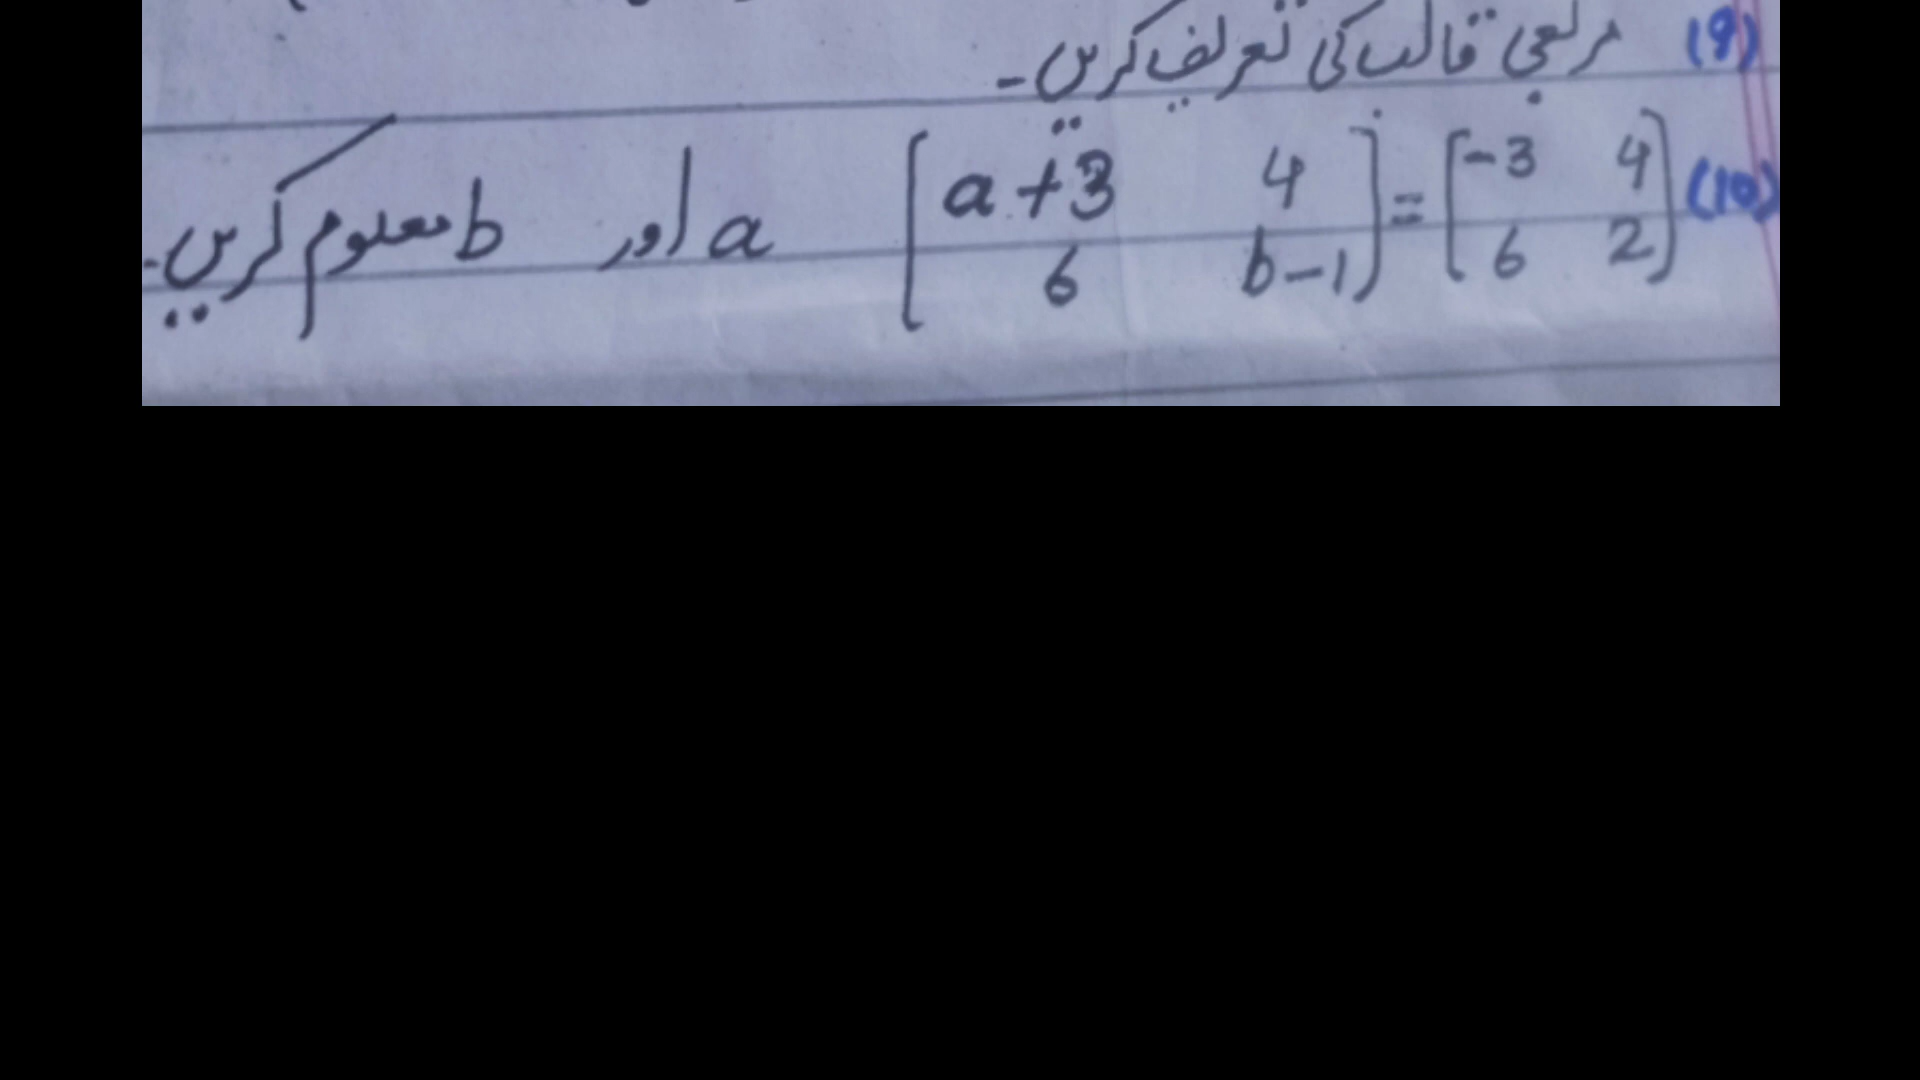 (9) مربعی قالب کی تعریف کریں۔
(10) [-3 4 6 2] = [a+3 4 6 b-1] a اور b معلوم کریں۔